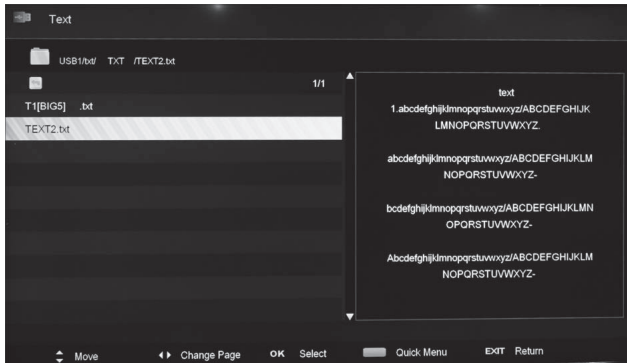 Text
USB1/txt/ TXT /TEXT2.txt
1/1
T1[BIG5] .txt
TEXT2.txt
text
1.abcdefghijklmnopqrstuvwxyz/ABCDEFGHIJK
LMNOPQRSTUVWXYZ.
abcdefghijklmnopqrstuvwxyz/ABCDEFGHIJKLM
NOPQRSTUVWXYZ-
bcdefghijklmnopqrstuvwxyz/ABCDEFGHIJKLMN
OPQRSTUVWXYZ-
Abcdefghijklmnopqrstuvwxyz/ABCDEFGHIJKLM
NOPQRSTUVWXYZ-
Move Change Page OK Select Quick Menu EXIT Return